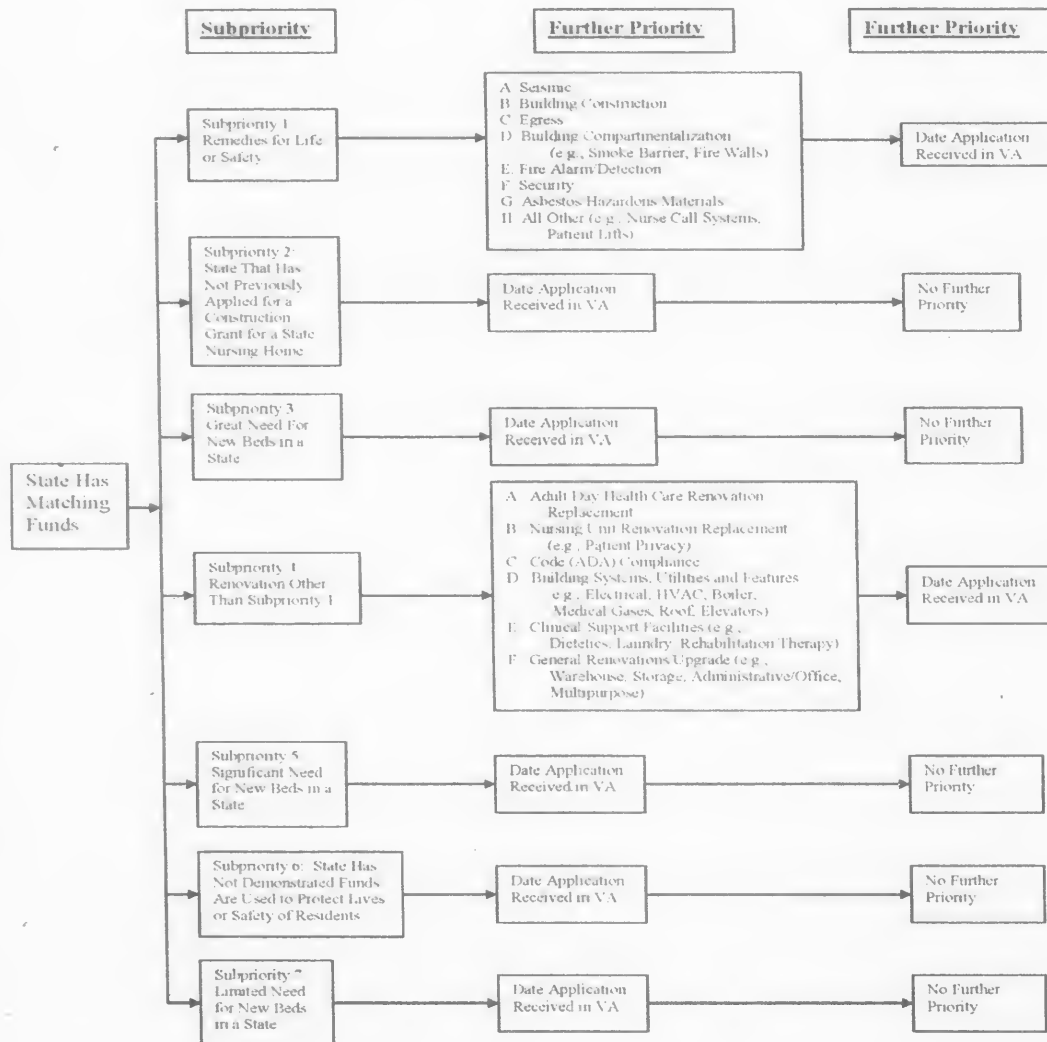 Subpriority
Further Priority
Further Priority
State Has
Matching
Funds
Subpriority 1
Remedies for Life
or Safety
A Seismic
B Building Construction
C Egress
D Building Compartmentalization
(e.g., Smoke Barrier, Fire Walls)
E. Fire Alarm/Detection
F Security
G Asbestos Hazardous Materials
H All Other (e.g., Nurse Call Systems,
Patient Lifts)
Date Application
Received in VA
Subpriority 2:
State That Has
Not Previously
Applied for a
Construction
Grant for a State
Nursing Home
Date Application
Received in VA
No Further
Priority
Subpriority 3
Great Need For
New Beds in a
State
Date Application
Received in VA
No Further
Priority
Subpriority 4
Renovation Other
Than Subpriority 1
A Adult Day Health Care Renovation
Replacement
B Nursing Unit Renovation Replacement
(e.g., Patient Privacy)
C Code (ADA) Compliance
D Building Systems, Utilities and Features
e.g., Electrical, HVAC, Boiler,
Medical Gases, Roof, Elevators)
E Clinical Support Facilities (e.g.,
Dietetics, Laundry, Rehabilitation Therapy)
F General Renovations Upgrade (e.g.,
Warehouse, Storage, Administrative/Office,
Multipurpose)
Date Application
Received in VA
Subpriority 5
Significant Need
for New Beds in a
State
Date Application
Received in VA
No Further
Priority
Subpriority 6: State Has
Not Demonstrated Funds
Are Used to Protect Lives
or Safety of Residents
Date Application
Received in VA
No Further
Priority
Subpriority 7
Limited Need
for New Beds
in a State
Date Application
Received in VA
No Further
Priority